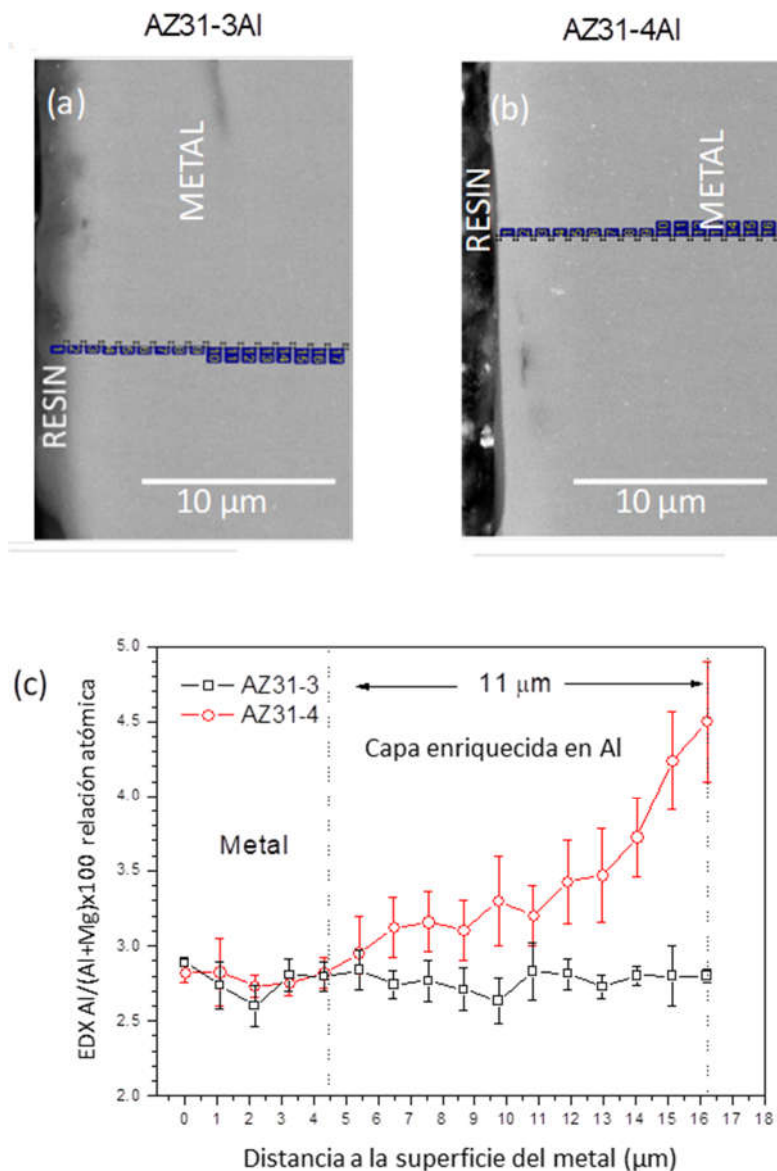 AZ31-3Al
AZ31-4Al
(a)
METAL
RESIN
10 µm
(b)
METAL
RESIN
10 µm
(c)
5.0
4.5
4.0
3.5
3.0
2.5
2.0
EDX Al/(Al+Mg)x100 relación atómica
AZ31-3
AZ31-4
11 µm
Capa enriquecida en Al
Metal
0 1 2 3 4 5 6 7 8 9 10 11 12 13 14 15 16 17 18
Distancia a la superficie del metal (µm)